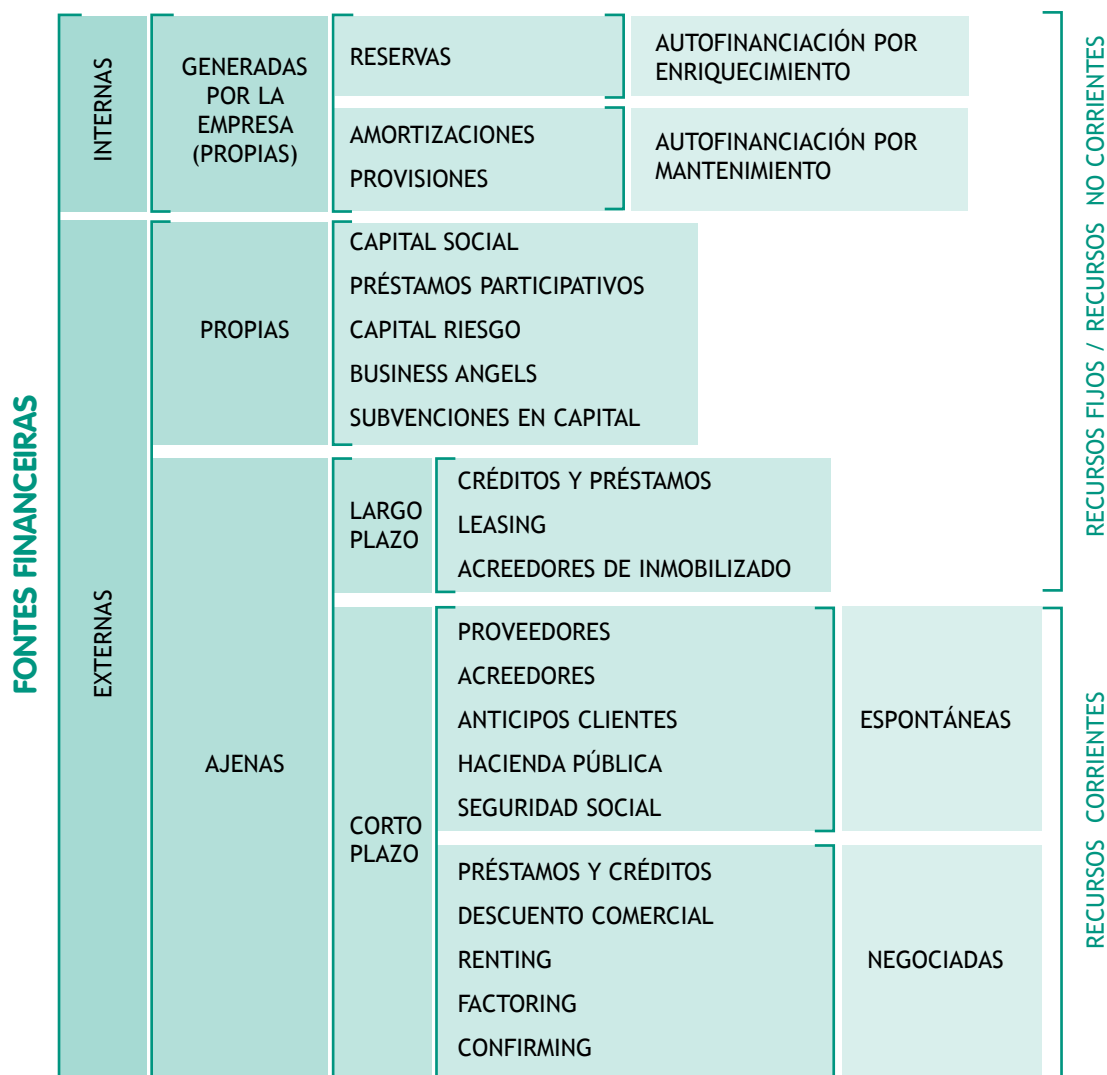 FONTES FINANCEIRAS
INTERNAS
GENERADAS
POR LA
EMPRESA
(PROPIAS)
RESERVAS
AUTOFINANCIACIÓN POR
ENRIQUECIMIENTO
AMORTIZACIONES
PROVISIONES
AUTOFINANCIACIÓN POR
MANTENIMIENTO
EXTERNAS
PROPIAS
CAPITAL SOCIAL
PRÉSTAMOS PARTICIPATIVOS
CAPITAL RIESGO
BUSINESS ANGELS
SUBVENCIONES EN CAPITAL
AJENAS
LARGO
PLAZO
CRÉDITOS Y PRÉSTAMOS
LEASING
ACREEDORES DE INMOBILIZADO
RECURSOS FIJOS / RECURSOS NO CORRIENTES
CORTO
PLAZO
PROVEEDORES
ACREEDORES
ANTICIPOS CLIENTES
HACIENDA PÚBLICA
SEGURIDAD SOCIAL
ESPONTÁNEAS
PRÉSTAMOS Y CRÉDITOS
DESCUENTO COMERCIAL
RENTING
FACTORING
CONFIRMING
NEGOCIADAS
RECURSOS CORRIENTES